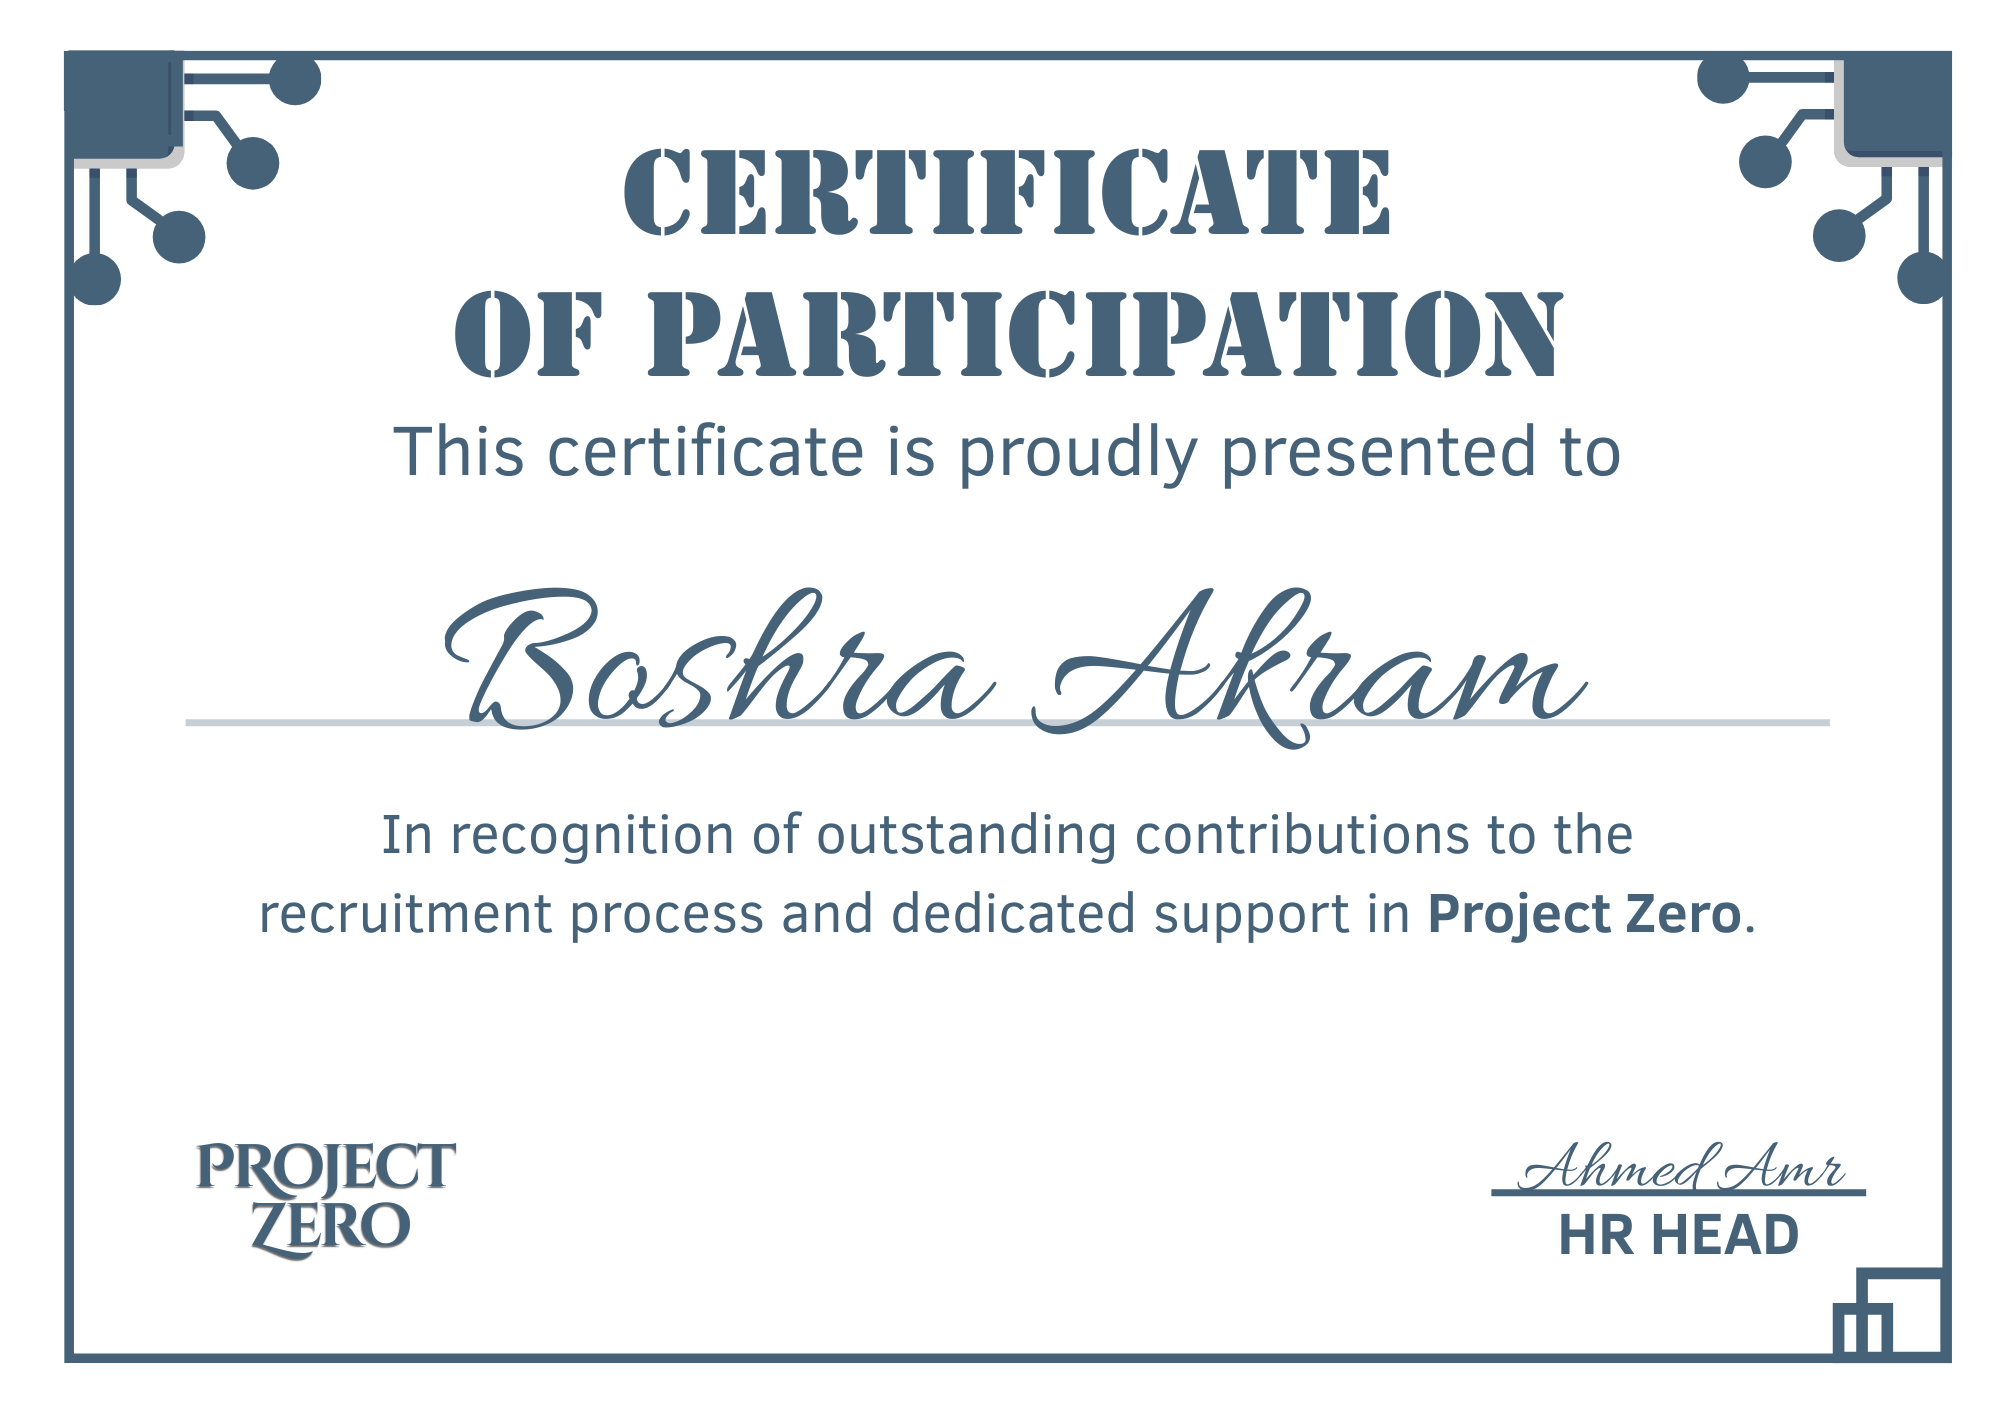 CERTIFICATE
OF PARTICIPATION
This certificate is proudly presented to
Boshra Akram
In recognition of outstanding contributions to the
recruitment process and dedicated support in Project Zero.
PROJECT
ZERO
Ahmed Amr
HR HEAD